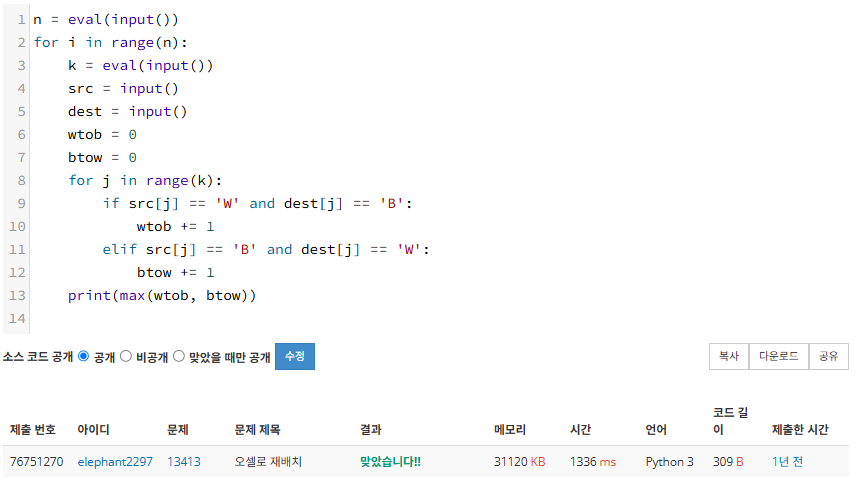 1 n = eval(input())
2 for i in range(n):
3     k = eval(input())
4     src = input()
5     dest = input()
6     wtob = 0
7     btow = 0
8     for j in range(k):
9         if src[j] == 'W' and dest[j] == 'B':
10             wtob += 1
11         elif src[j] == 'B' and dest[j] == 'W':
12             btow += 1
13     print(max(wtob, btow))
14
소스 코드 공개 공개 비공개 맞았을 때만 공개 수정 복사 다운로드 공유
제출 번호 아이디 문제 문제 제목 결과 메모리 시간 언어 코드 길이 제출한 시간
76751270 elephant2297 13413 오셀로 재배치 맞았습니다!! 31120 KB 1336 ms Python 3 309 B 1년 전